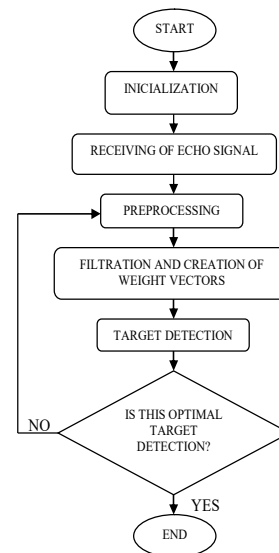 START
INICIALIZATION
RECEIVING OF ECHO SIGNAL
PREPROCESSING
FILTRATION AND CREATION OF
WEIGHT VECTORS
TARGET DETECTION
IS THIS OPTIMAL
TARGET
DETECTION?
NO
YES
END